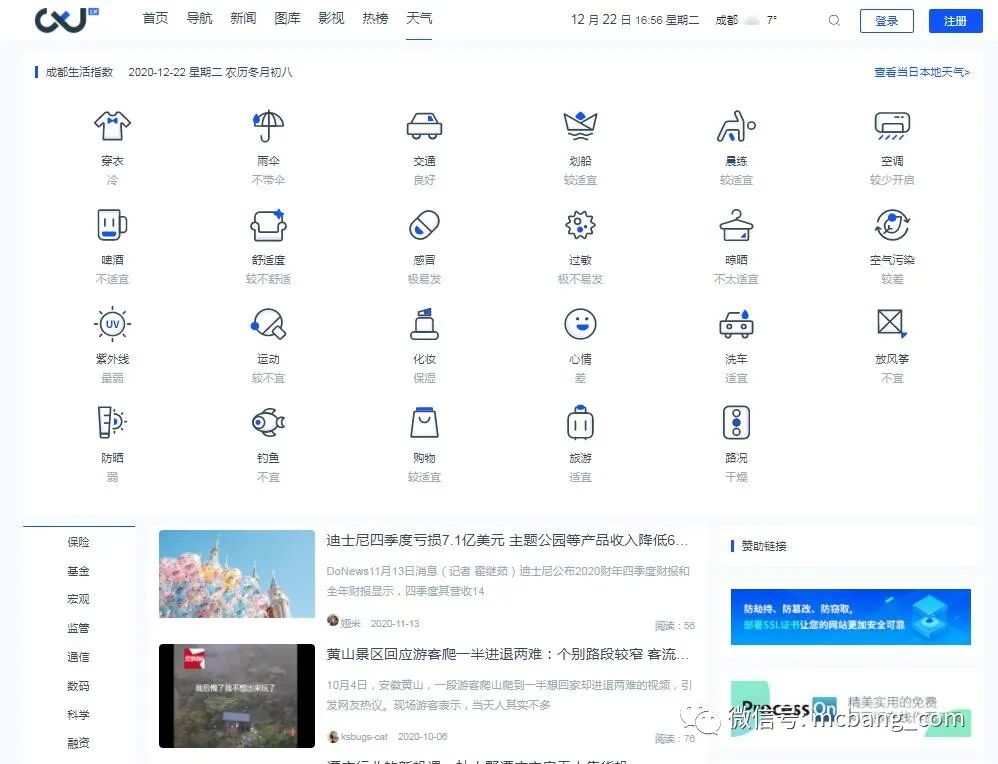 首页 导航 新闻 图库 影视 热榜 天气 12 月 22 日 16:56 星期二 成都 7° 登录 注册
成都生活指数 2020-12-22 星期二 农历冬月初八 查看当日本地天气>
穿衣 雨伞 交通 划船 晨练 空调
冷 不带伞 良好 较适宜 较适宜 较少开启
啤酒 舒适度 感冒 过敏 晾晒 空气污染
不适宜 较不舒适 极易发 极不易发 不太适宜 较差
UV
紫外线 运动 化妆 心情 洗车 放风筝
最弱 较不宜 保湿 差 适宜 不宜
防晒 钓鱼 购物 旅游 路况
弱 不宜 较适宜 适宜 干燥
保险
基金
宏观
监管
通信
数码
科学
融资
迪士尼四季度亏损7.1亿美元 主题公园等产品收入降低6...
DoNews11月13日消息（记者 翟继茹）迪士尼公布2020财年四季度财报和
全年财报显示，四季度其营收14
娅米 2020-11-13 阅读：56
我后悔了我不想出来玩了
黄山景区回应游客爬一半进退两难：个别路段较窄 客流...
10月4日，安徽黄山，一段游客爬山爬到一半想回家却进退两难的视频，引
发网友热议。现场游客表示，当天人其实不多
ksbugs-cat 2020-10-06 阅读：76
赞助链接
防劫持、防篡改、防窃取，
部署SSL证书让您的网站更加安全可靠
Process On
精美实用的免费
微信号: mcbang_com